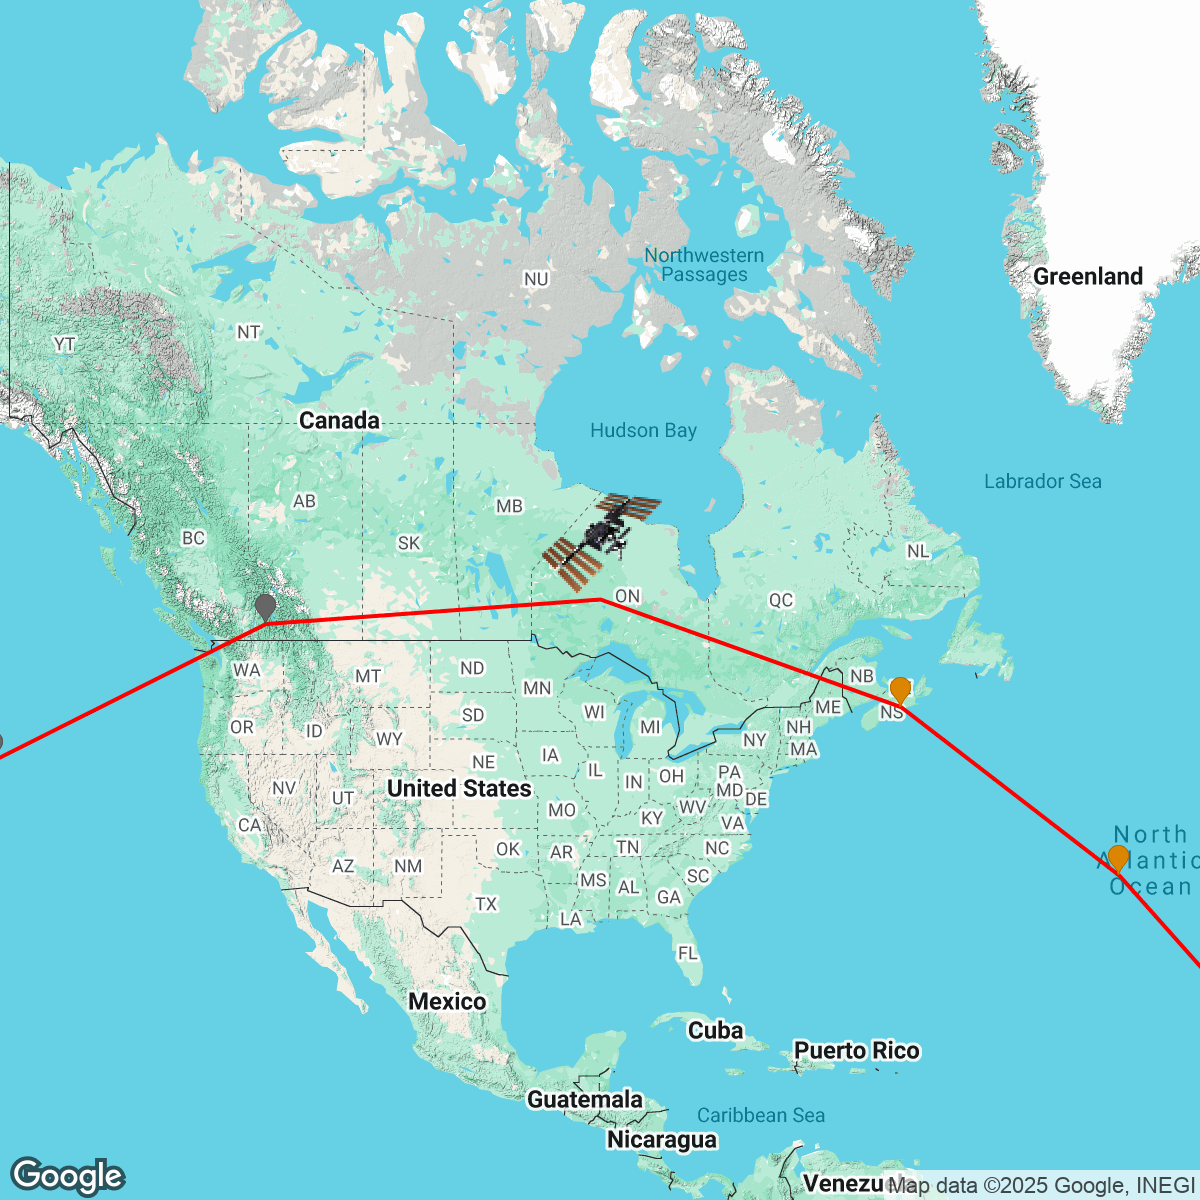 Northwestern
Passages
Greenland
NU
NT
YT
Canada
Hudson Bay
Labrador Sea
AB
MB
BC
SK
NL
ON
QC
WA
MT
ND
MN
NB
NS
ME
OR
ID
SD
WI
MI
NH
NY
MA
WY
IA
NE
IL
IN
OH
PA
MD
DE
NV
UT
United States
MO
WV
KY
VA
CA
North
Atlantic
Ocean
AZ
NM
OK
AR
TN
NC
MS
AL
SC
GA
TX
LA
FL
Mexico
Cuba
Puerto Rico
Guatemala
Caribbean Sea
Nicaragua
Google
Map data ©2025 Google, INEGI